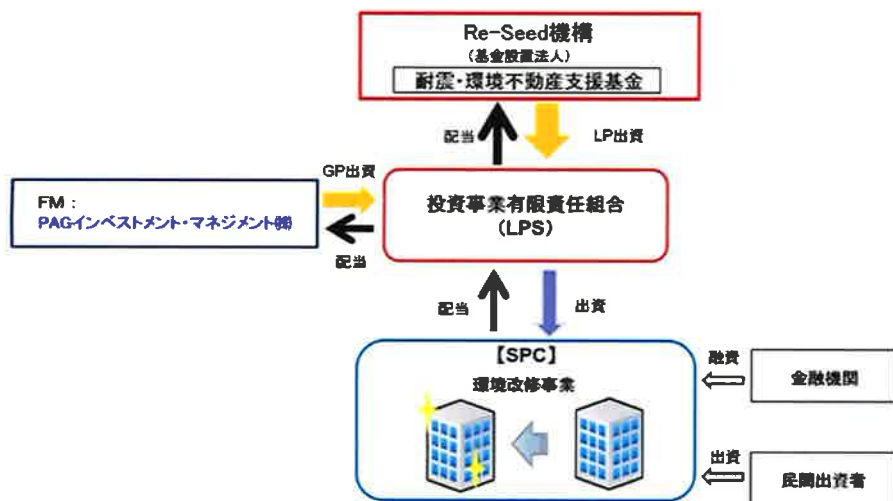 Re-Seed機構
(基金設置法人)
耐震・環境不動産支援基金
配当
LP出資
GP出資
FM：
PAGインベストメント・マネジメント㈱
投資事業有限責任組合
(LPS)
配当
配当
出資
【SPC】
環境改修事業
融資
金融機関
出資
民間出資者